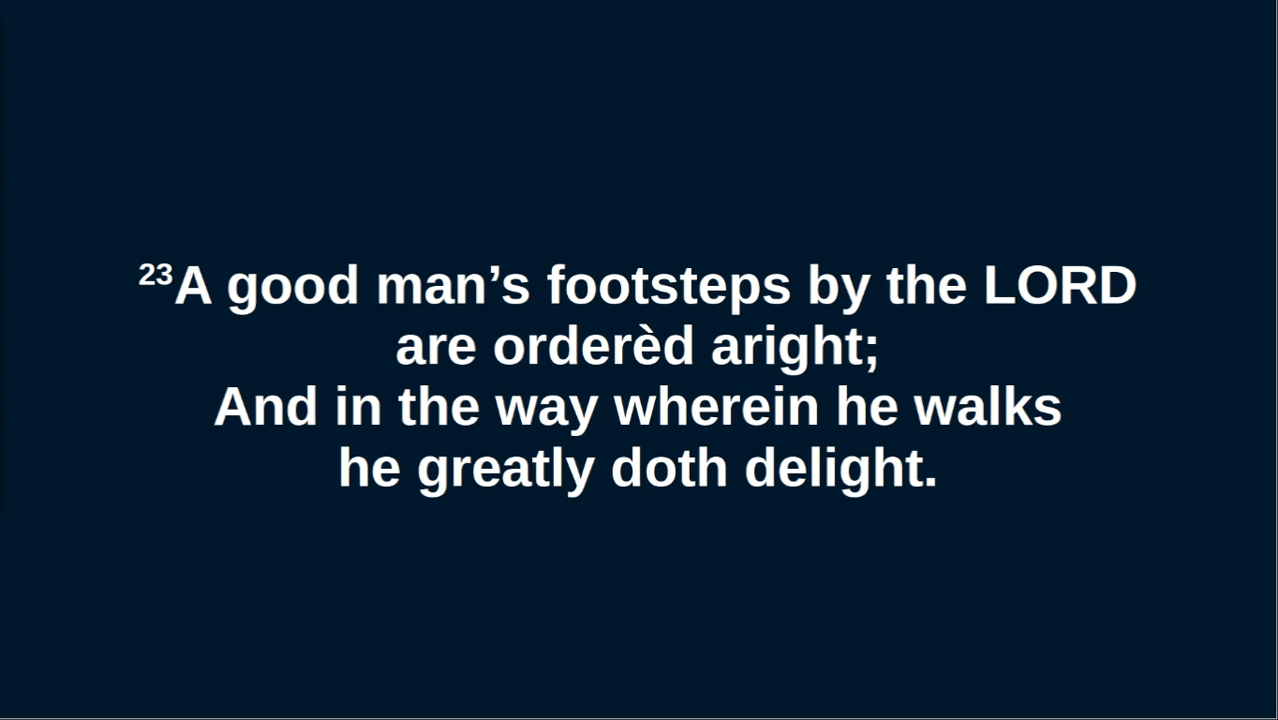 ²³A good man’s footsteps by the LORD
are orderèd aright;
And in the way wherein he walks
he greatly doth delight.